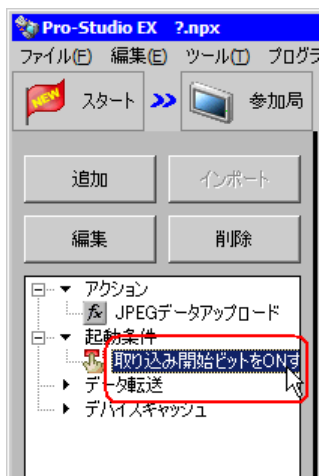 Pro-Studio EX ?.npx
ファイル(F) 編集(E) ツール(T) プログラ
NEW スタート >> 参加局
追加 インポート
編集 削除
▼ アクション
fx JPEGデータアップロード
▼ 起動条件
取り込み開始ビットをONす
データ転送
デバイスキャッシュ